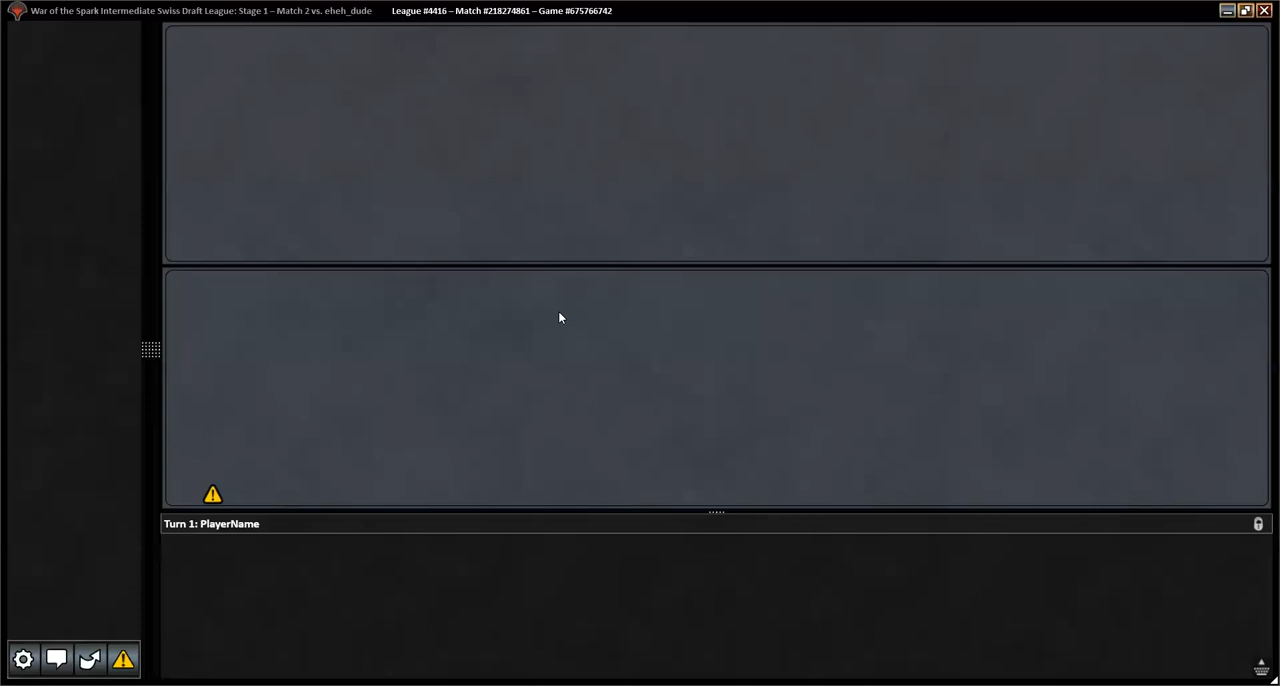 War of the Spark Intermediate Swiss Draft League: Stage 1 – Match 2 vs. eheh_dude League #4416 – Match #218274861 – Game #675766742
Turn 1: PlayerName